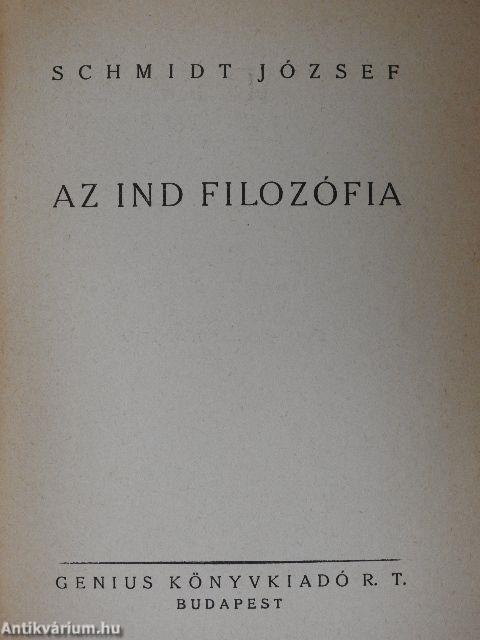 SCHMIDT JÓZSEF
AZ IND FILOZÓFIA
GENIUS KÖNYVKIADÓ R. T.
BUDAPEST
Antikvárium.hu